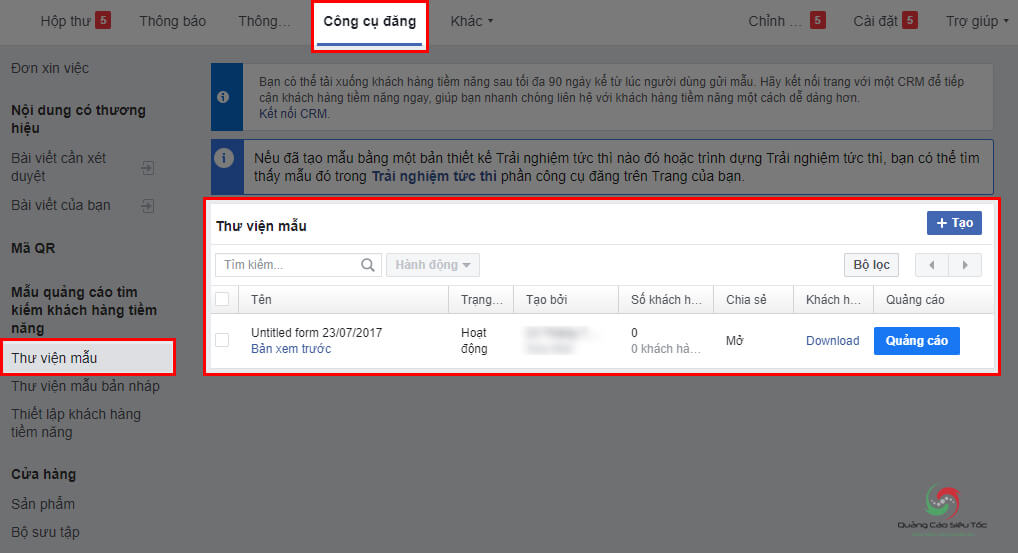 Hộp thư 5 Thông báo Thông... Công cụ đăng Khác Chỉnh ... 5 Cài đặt 5 Trợ giúp
Đơn xin việc
Nội dung có thương
hiệu
Bài viết cần xét
duyệt
Bài viết của bạn
Mã QR
Mẫu quảng cáo tìm
kiếm khách hàng tiềm
năng
Thư viện mẫu
Thư viện mẫu bản nháp
Thiết lập khách hàng
tiềm năng
Cửa hàng
Sản phẩm
Bộ sưu tập
Bạn có thể tải xuống khách hàng tiềm năng sau tối đa 90 ngày kể từ lúc người dùng gửi mẫu. Hãy kết nối trang với một CRM để tiếp
cận khách hàng tiềm năng ngay, giúp bạn nhanh chóng liên hệ với khách hàng tiềm năng một cách dễ dàng hơn.
Kết nối CRM.
Nếu đã tạo mẫu bằng một bản thiết kế Trải nghiệm tức thì nào đó hoặc trình dựng Trải nghiệm tức thì, bạn có thể tìm
thấy mẫu đó trong Trải nghiệm tức thì phần công cụ đăng trên Trang của bạn.
Thư viện mẫu + Tạo
Tìm kiếm... Hành động Bộ lọc
Tên Trạng... Tạo bởi Số khách h... Chia sẻ Khách h... Quảng cáo
Untitled form 23/07/2017 Hoạt 0
Bản xem trước động 0 khách hà... Mở Download Quảng cáo
Quảng Cáo Siêu Tốc